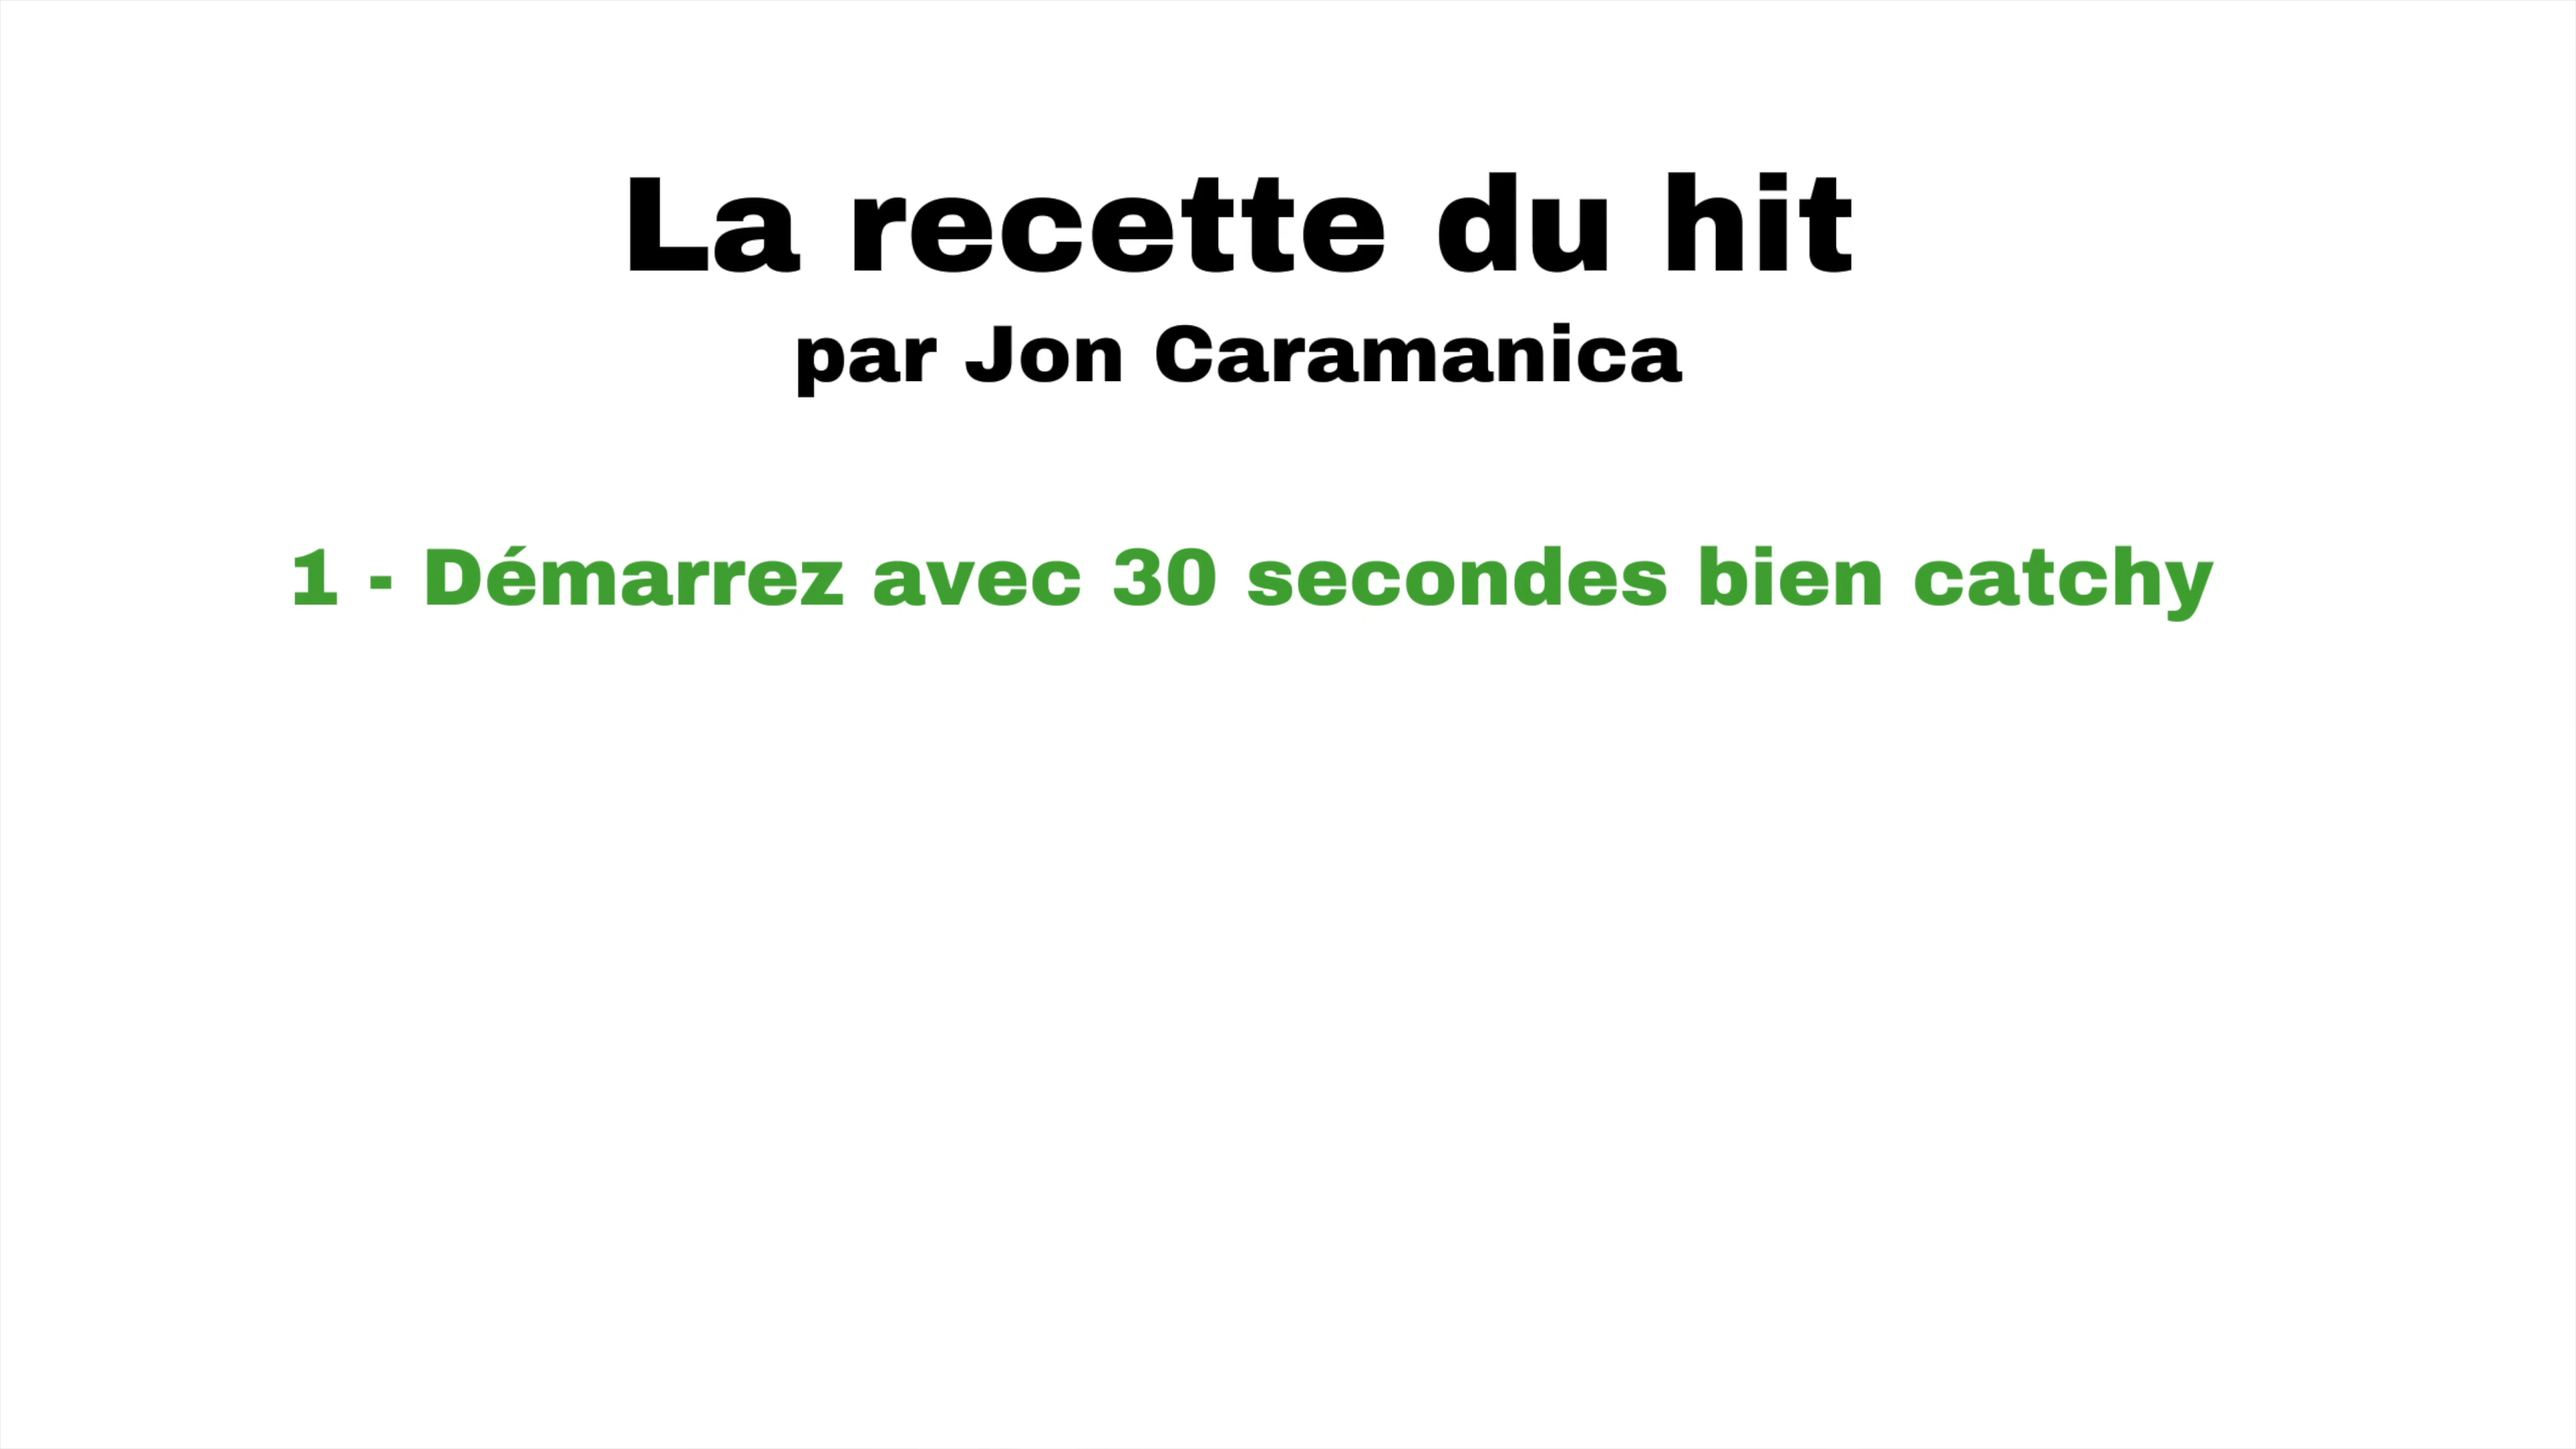 La recette du hit
par Jon Caramanica
1 - Démarrez avec 30 secondes bien catchy